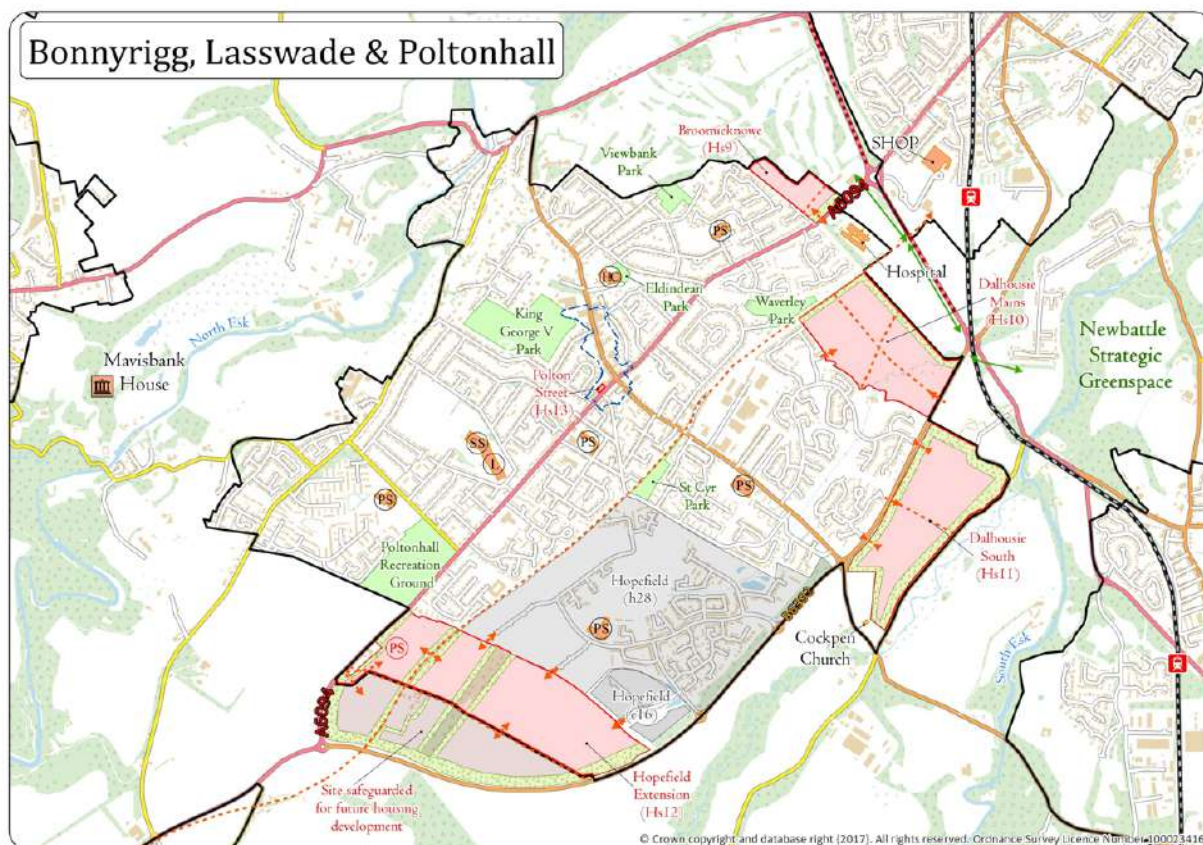 Bonnyrigg, Lasswade & Poltonhall
Broomieknowe
(Hs9)
SHOP
Viewbank
Park
A6094
PS
Hospital
HC
Eldindean
Park
Dalhousie
Mains
(Hs10)
King
George V
Park
Waverley
Park
Newbattle
Strategic
Greenspace
North Esk
Mavisbank
House
Polton
Street
(Hs13)
SS
L
PS
PS
St Cyr
Park
PS
Poltonhall
Recreation
Ground
Dalhousie
South
(Hs11)
Hopefield
(h28)
PS
Cockpen
Church
South Esk
PS
Hopefield
(e16)
A6094
Site safeguarded
for future housing
development
Hopefield
Extension
(Hs12)
© Crown copyright and database right (2017). All rights reserved. Ordnance Survey Licence Number 100023416